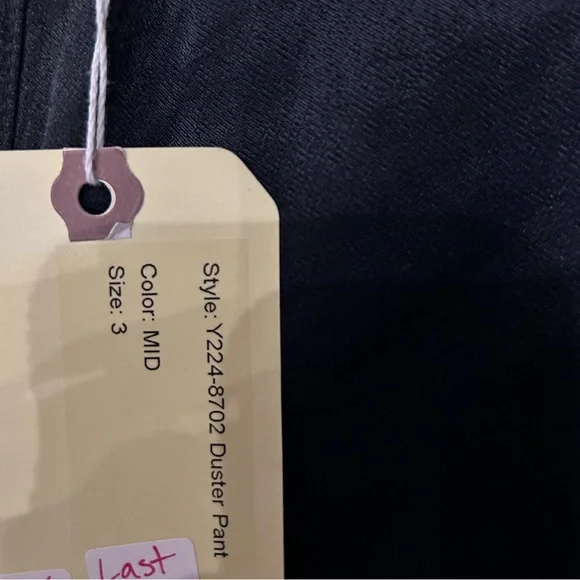 Style: Y224-8702 Duster Pant
Color: MID
Size: 3
Last